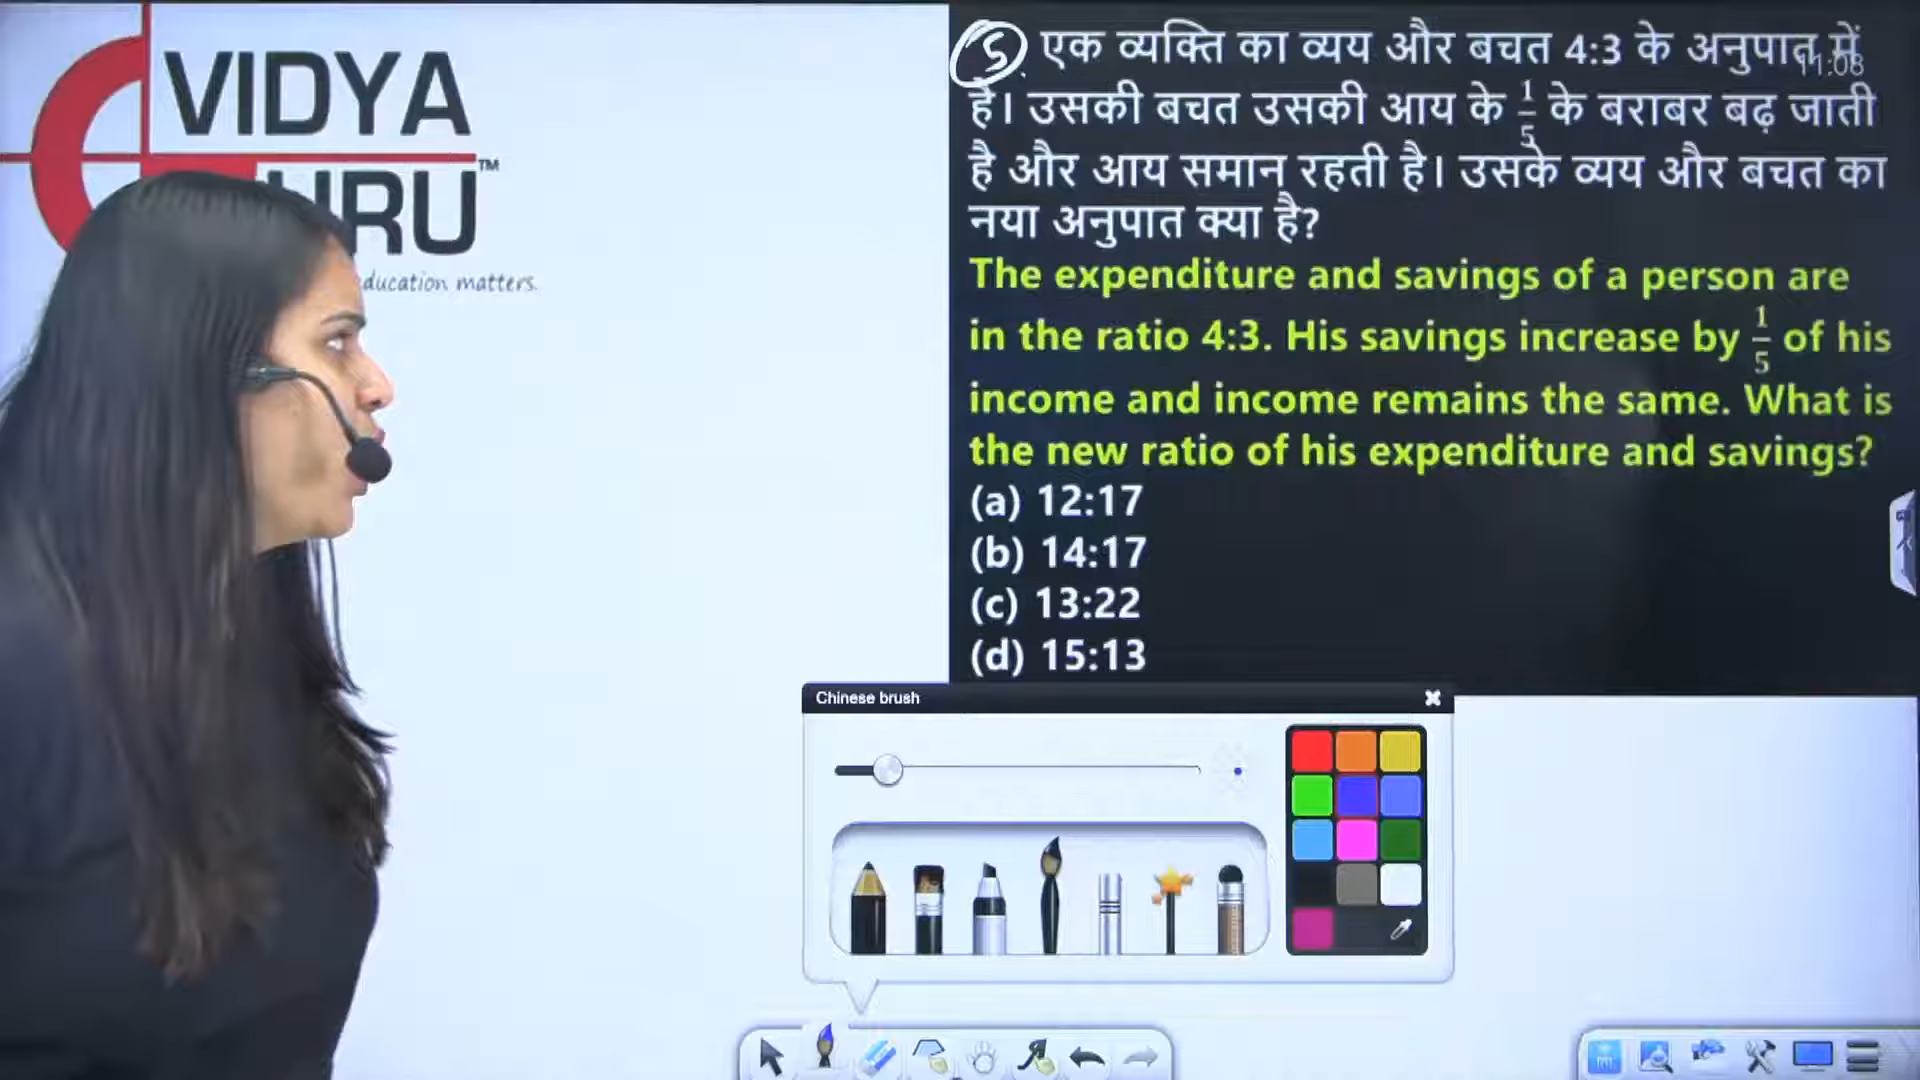 VIDYA
GURU™
education matters.
5 एक व्यक्ति का व्यय और बचत 4:3 के अनुपात में
11:08
है। उसकी बचत उसकी आय के 1/5 के बराबर बढ़ जाती
है और आय समान रहती है। उसके व्यय और बचत का
नया अनुपात क्या है?
The expenditure and savings of a person are
in the ratio 4:3. His savings increase by 1/5 of his
income and income remains the same. What is
the new ratio of his expenditure and savings?
(a) 12:17
(b) 14:17
(c) 13:22
(d) 15:13
Chinese brush